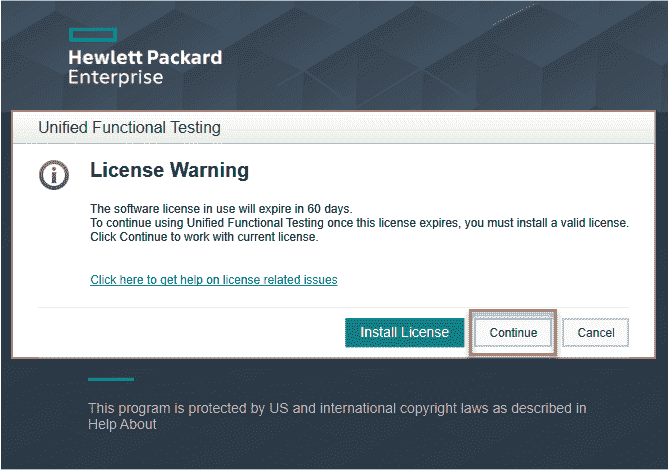 Hewlett Packard
Enterprise
Unified Functional Testing
License Warning
The software license in use will expire in 60 days.
To continue using Unified Functional Testing once this license expires, you must install a valid license.
Click Continue to work with current license.
Click here to get help on license related issues
Install License Continue Cancel
This program is protected by US and international copyright laws as described in
Help About